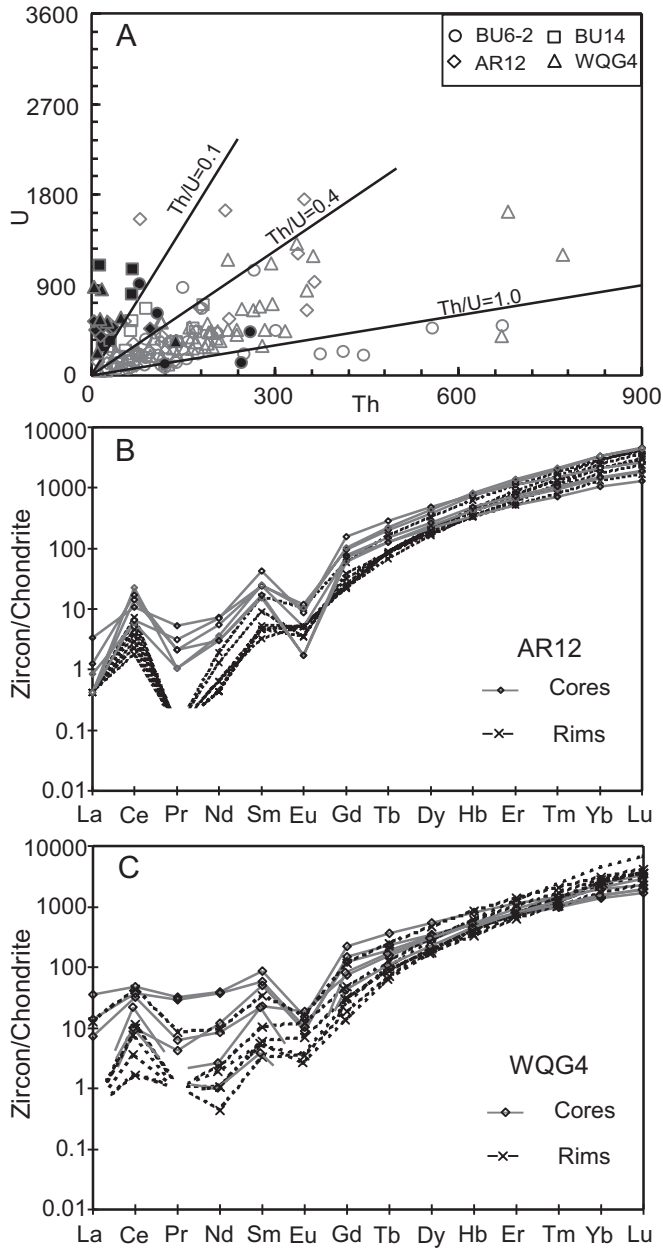 A
BU6-2 BU14
AR12 WQG4
3600
2700
1800
900
0
U
Th/U=0.1
Th/U=0.4
Th/U=1.0
0 300 600 900
Th
B
10000
1000
100
10
1
0.1
0.01
Zircon/Chondrite
AR12
Cores
Rims
La Ce Pr Nd Sm Eu Gd Tb Dy Hb Er Tm Yb Lu
C
10000
1000
100
10
1
0.1
0.01
Zircon/Chondrite
WQG4
Cores
Rims
La Ce Pr Nd Sm Eu Gd Tb Dy Hb Er Tm Yb Lu